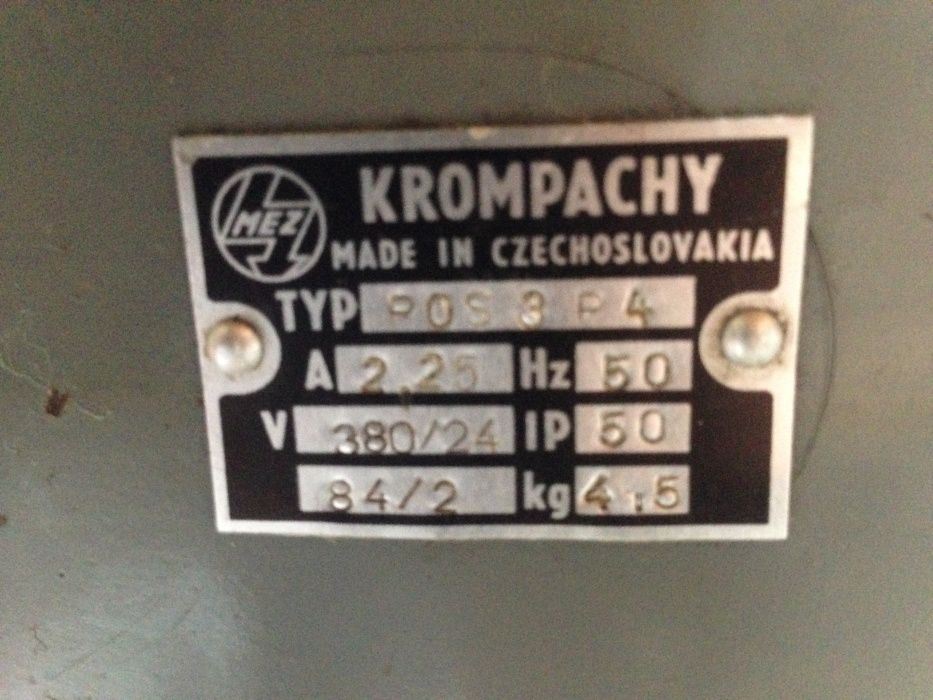 MEZ
KROMPACHY
MADE IN CZECHOSLOVAKIA
TYP ROS 3 P 4
A 2,25 Hz 50
V 380/24 IP 50
84/2 kg 4,5